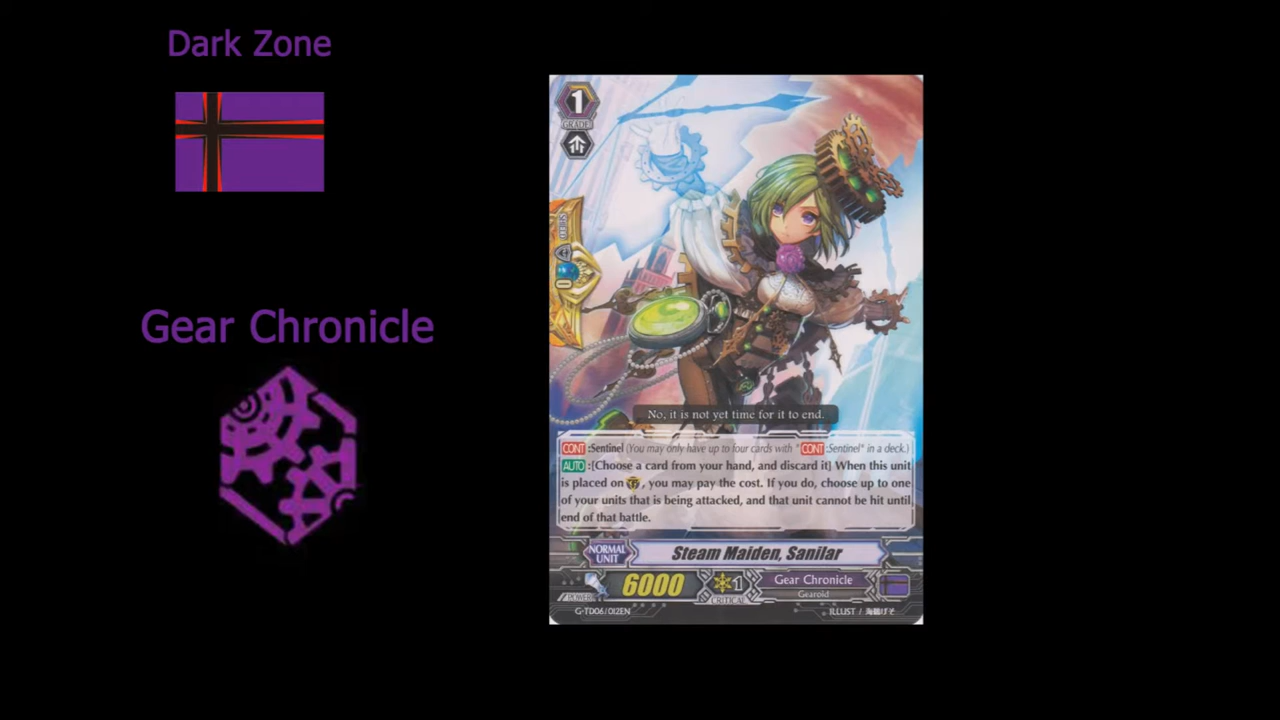 Dark Zone
Gear Chronicle
1
GRADE
SHIELD
0
No, it is not yet time for it to end.
CONT :Sentinel (You may only have up to four cards with "CONT:Sentinel" in a deck.)
AUTO :[Choose a card from your hand, and discard it] When this unit
is placed on , you may pay the cost. If you do, choose up to one
of your units that is being attacked, and that unit cannot be hit until
end of that battle.
NORMAL
UNIT
Steam Maiden, Sanilar
POWER
6000
1
CRITICAL
Gear Chronicle
Gearoid
G-TD06/012EN
ILLUST /